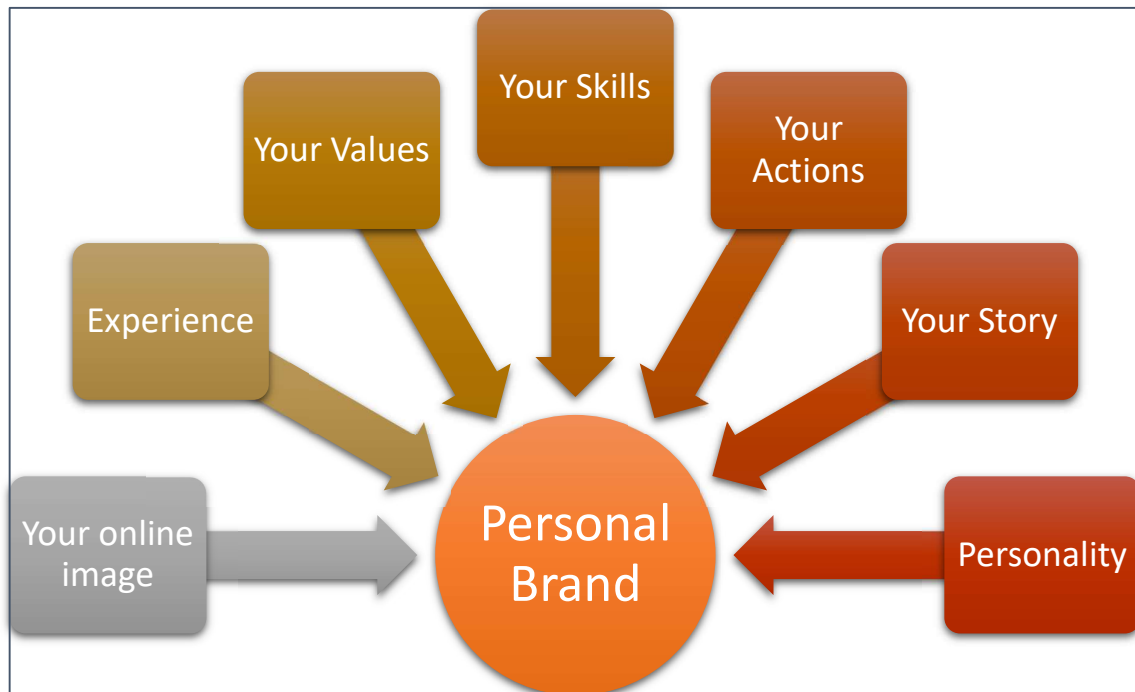 Your Skills
Your Values
Your
Actions
Experience
Your Story
Your online
image
Personal
Brand
Personality